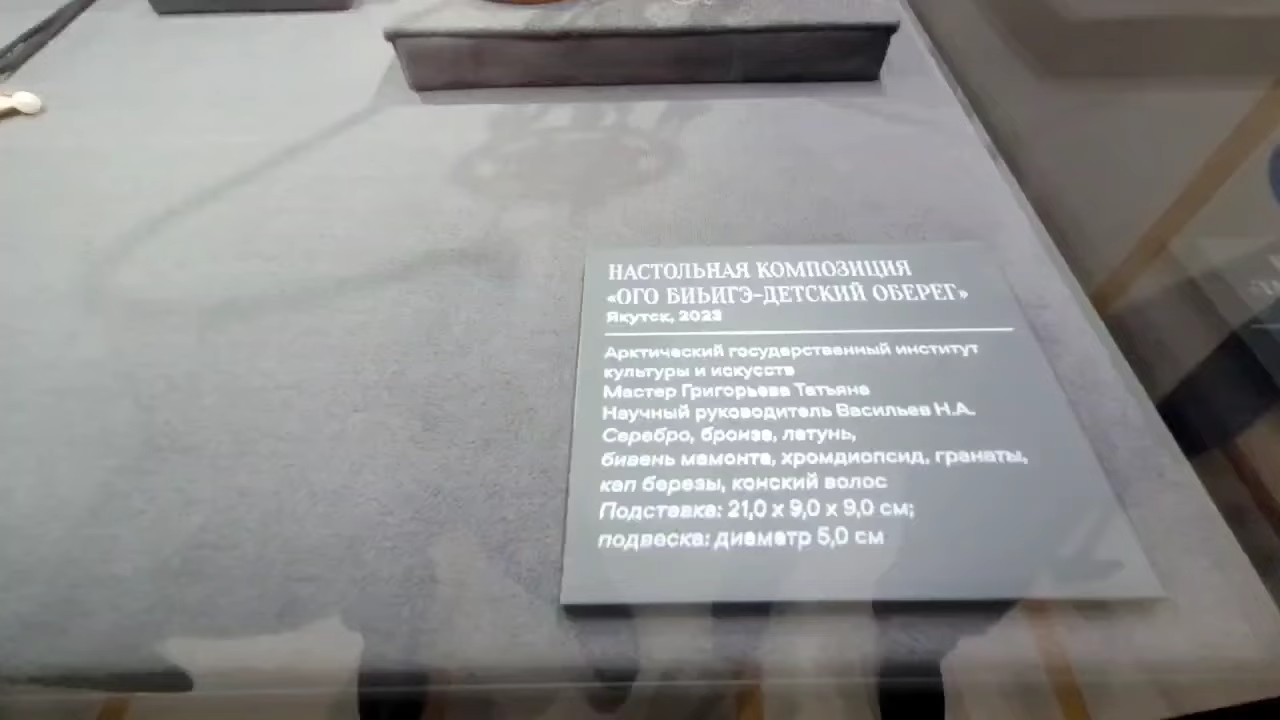 НАСТОЛЬНАЯ КОМПОЗИЦИЯ
«ОГО БИЬИГЭ-ДЕТСКИЙ ОБЕРЕГ»
Якутск, 2023
Арктический государственный институт
культуры и искусств
Мастер Григорьева Татьяна
Научный руководитель Васильев Н.А.
Серебро, бронза, латунь,
бивень мамонта, хромдиопсид, гранаты,
кап березы, конский волос
Подставка: 21,0 х 9,0 х 9,0 см;
подвеска: диаметр 5,0 см